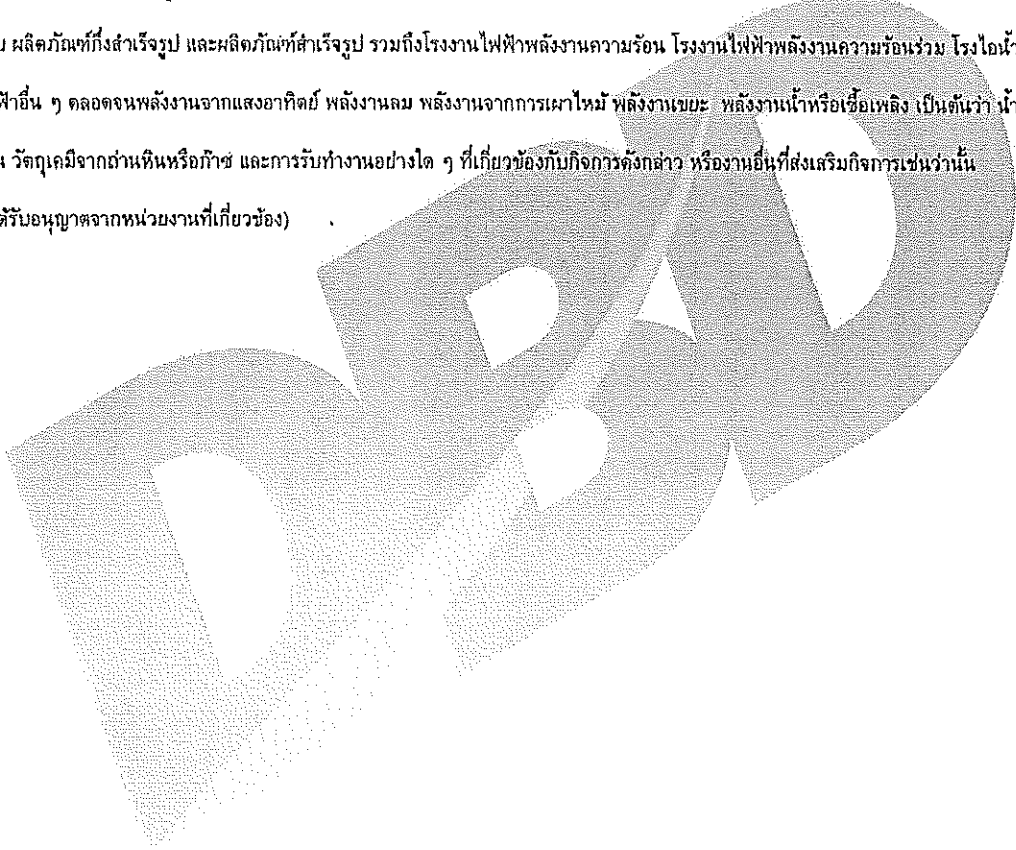 บ ผลิตภัณฑ์กึ่งสำเร็จรูป และผลิตภัณฑ์สำเร็จรูป รวมถึงโรงงานไฟฟ้าพลังงานความร้อน โรงงานไฟฟ้าพลังงานความร้อนร่วม โรงไอน้ำ
ฟ้าอื่น ๆ ตลอดจนพลังงานจากแสงอาทิตย์ พลังงานลม พลังงานจากการเผาไหม้ พลังงานขยะ พลังงานน้ำหรือเชื้อเพลิง เป็นต้นว่า น้ำ
น วัตถุเคมีจากถ่านหินหรือก๊าซ และการรับทำงานอย่างใด ๆ ที่เกี่ยวข้องกับกิจการดังกล่าว หรืองานอื่นที่ส่งเสริมกิจการเช่นว่านั้น
ด้รับอนุญาตจากหน่วยงานที่เกี่ยวข้อง)
DBD